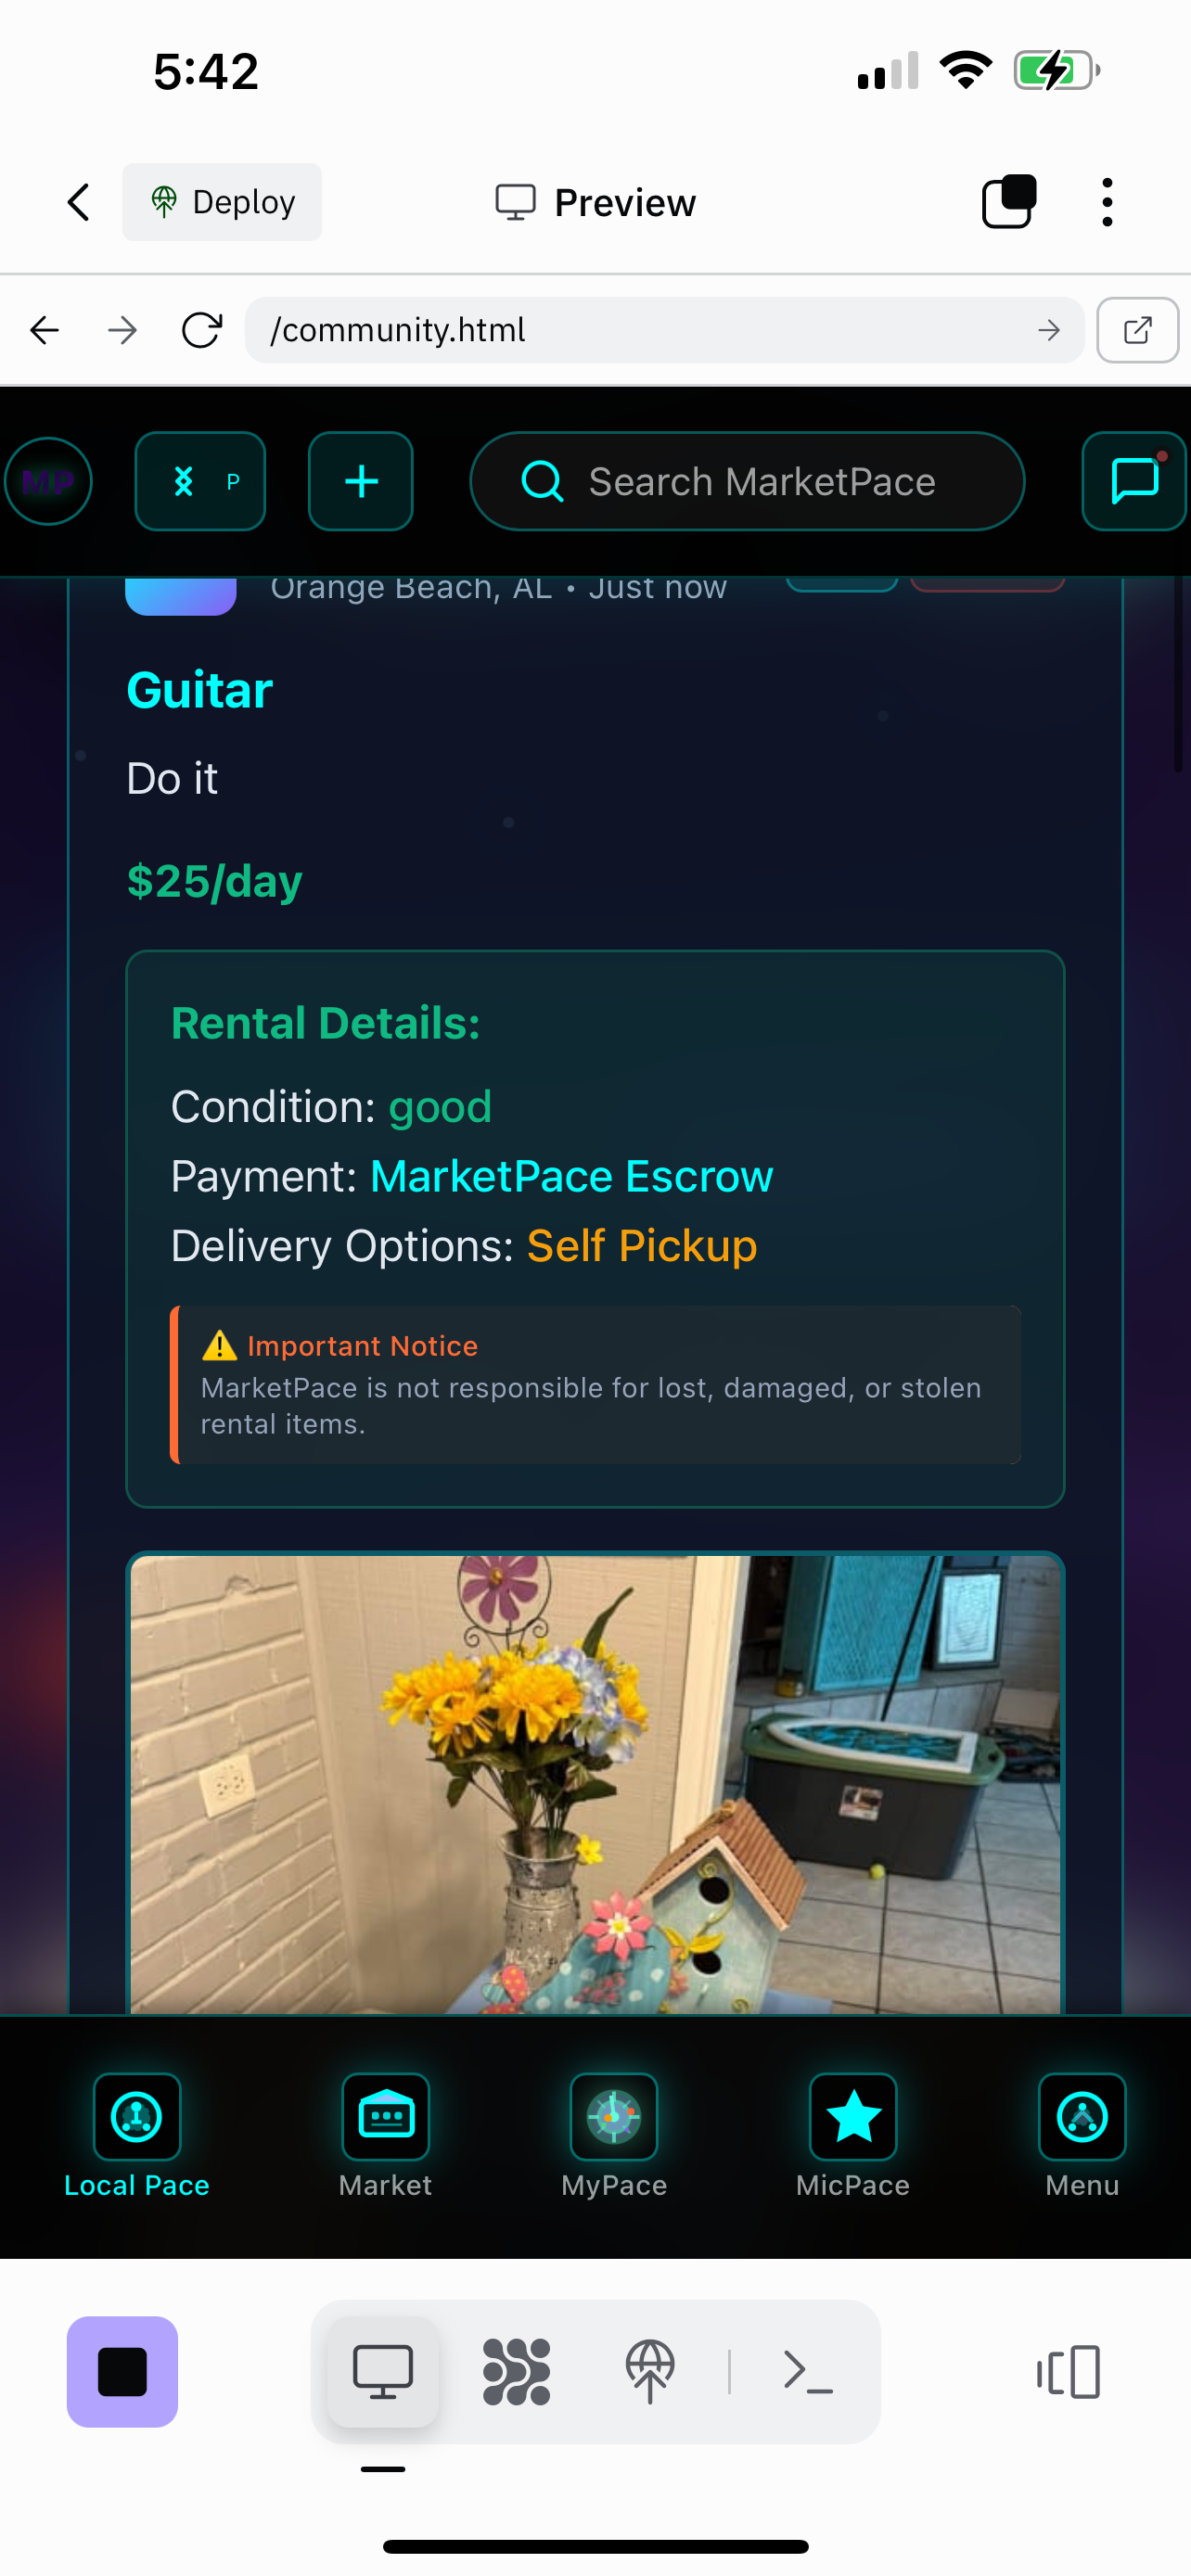 5:42
Deploy
Preview
/community.html
MP
P
Search MarketPace
Orange Beach, AL • Just now
Guitar
Do it
$25/day
Rental Details:
Condition: good
Payment: MarketPace Escrow
Delivery Options: Self Pickup
⚠️ Important Notice
MarketPace is not responsible for lost, damaged, or stolen
rental items.
Local Pace
Market
MyPace
MicPace
Menu